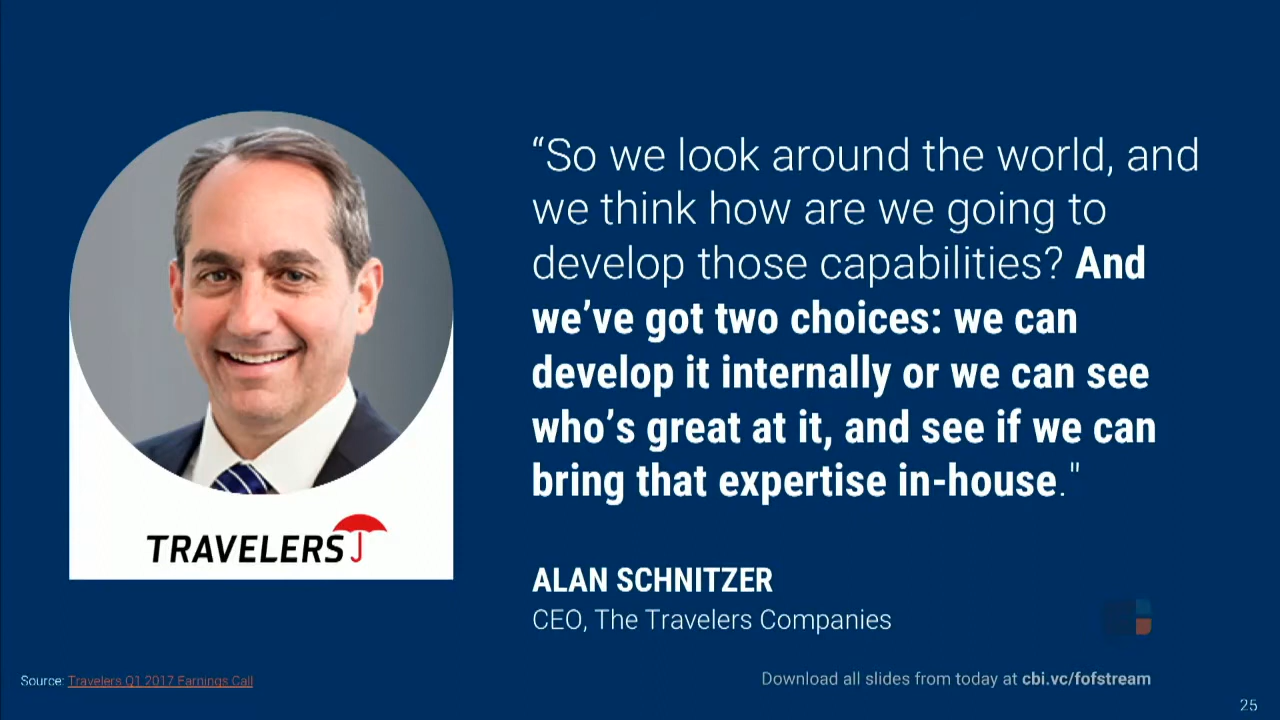 “So we look around the world, and
we think how are we going to
develop those capabilities? And
we’ve got two choices: we can
develop it internally or we can see
who’s great at it, and see if we can
bring that expertise in-house."
TRAVELERS
ALAN SCHNITZER
CEO, The Travelers Companies
Source: Travelers Q1 2017 Earnings Call
Download all slides from today at cbi.vc/fofstream
25